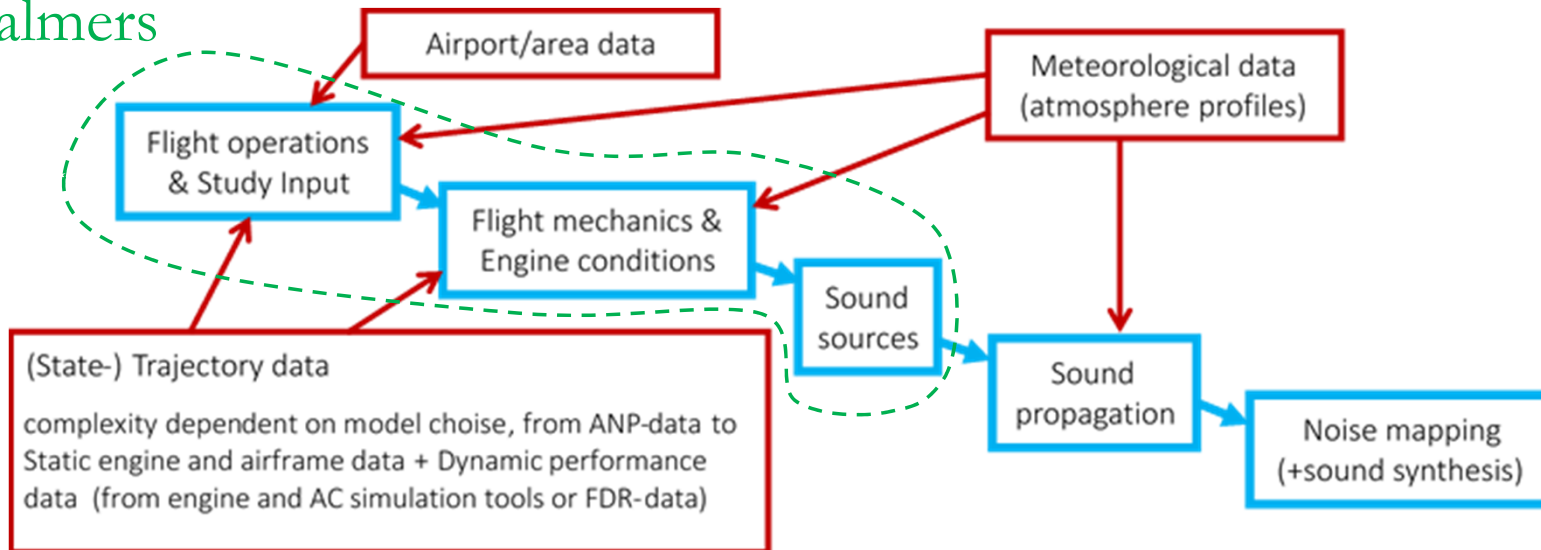 almers
Airport/area data
Meteorological data
(atmosphere profiles)
Flight operations
& Study Input
Flight mechanics &
Engine conditions
Sound
sources
(State-) Trajectory data
complexity dependent on model choise, from ANP-data to
Static engine and airframe data + Dynamic performance
data (from engine and AC simulation tools or FDR-data)
Sound
propagation
Noise mapping
(+sound synthesis)